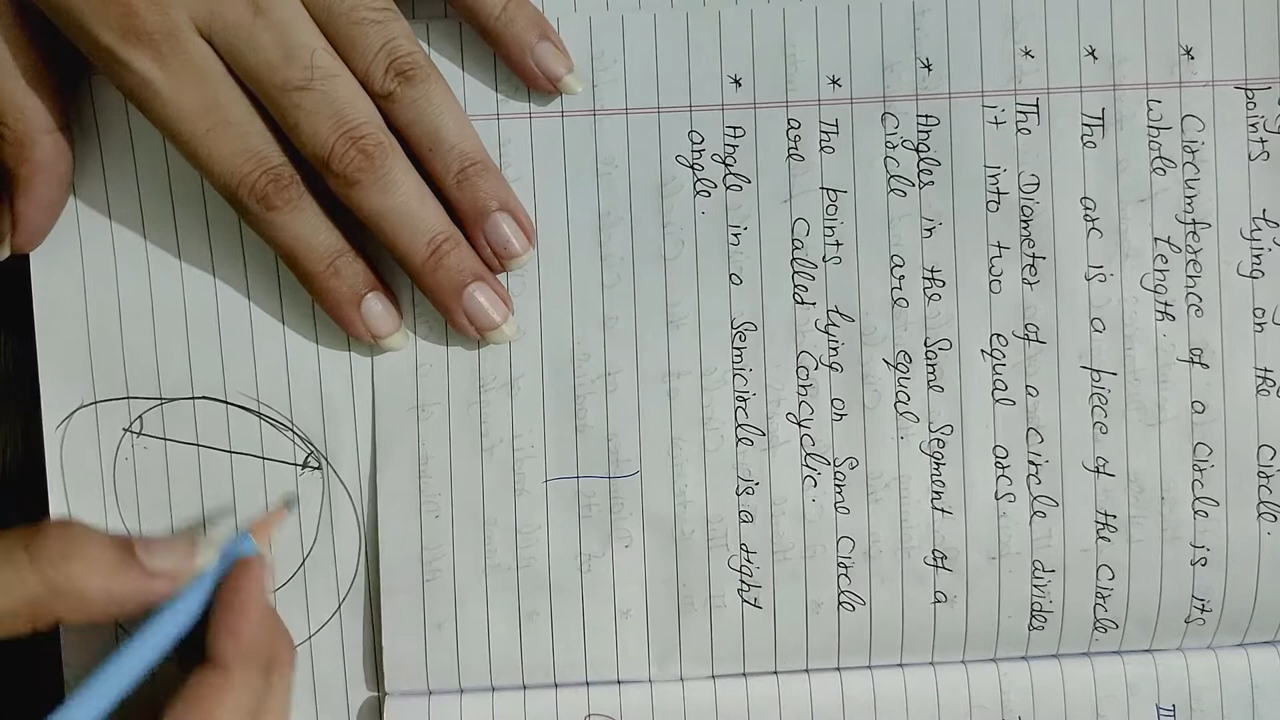 points lying on the circle.
* Circumference of a circle is its
whole length.
* The arc is a piece of the circle.
* The Diameter of a circle divides
it into two equal arcs.
* Angles in the Same Segment of a
circle are equal.
* The points lying on Same circle
are called Concyclic.
* Angle in a Semicircle is a right
angle.
II